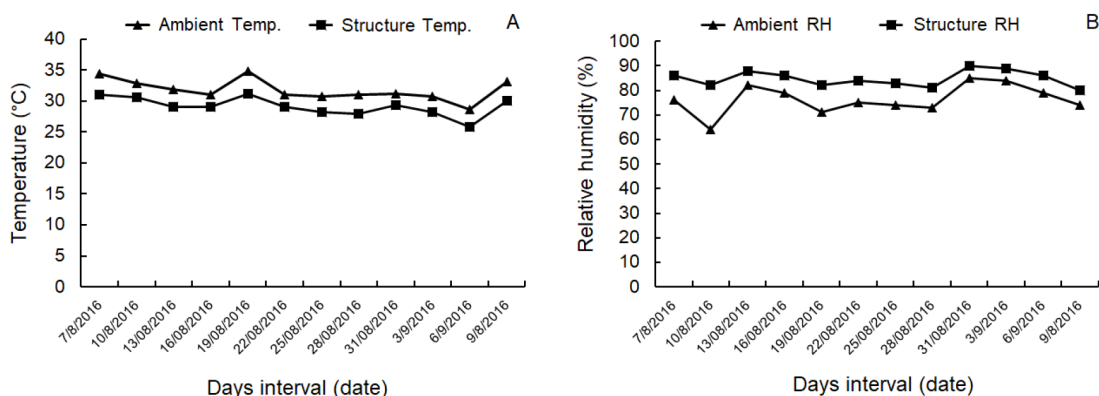 Ambient Temp. Structure Temp. A
40
35
30
25
20
15
10
5
0
Temperature (°C)
7/8/2016 10/8/2016 13/08/2016 16/08/2016 19/08/2016 22/08/2016 25/08/2016 28/08/2016 31/08/2016 3/9/2016 6/9/2016 9/8/2016
Days interval (date)
Ambient RH Structure RH B
100
90
80
70
60
50
40
30
20
10
0
Relative humidity (%)
7/8/2016 10/8/2016 13/08/2016 16/08/2016 19/08/2016 22/08/2016 25/08/2016 28/08/2016 31/08/2016 3/9/2016 6/9/2016 9/8/2016
Days interval (date)